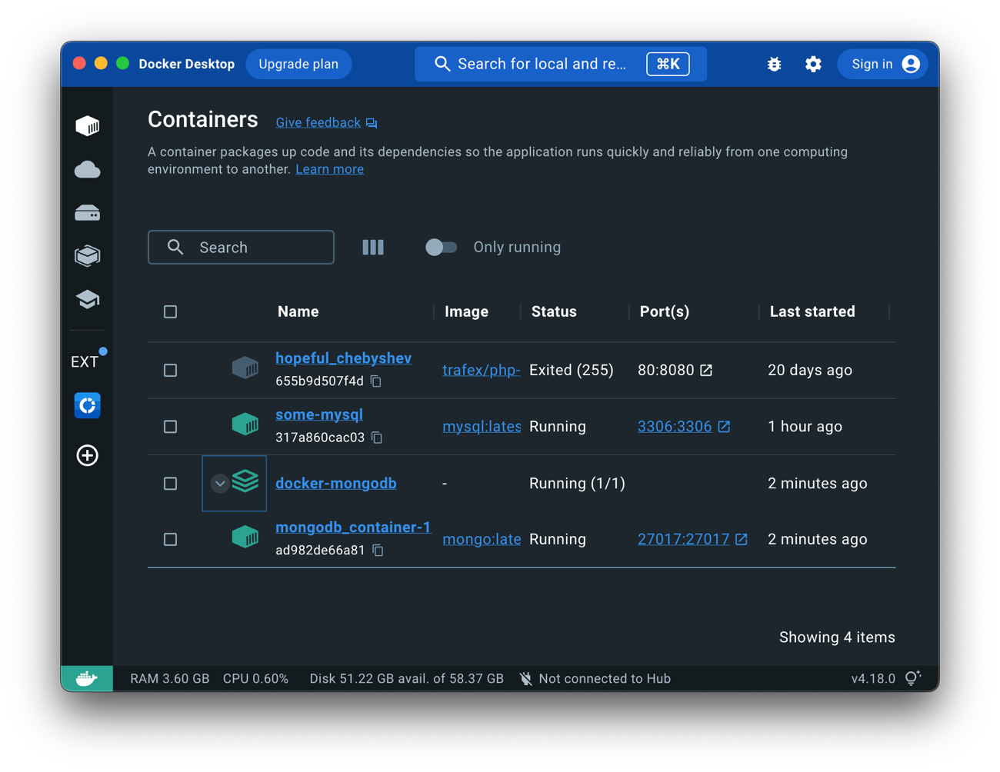 Docker Desktop Upgrade plan Search for local and re... ⌘K Sign in
Containers Give feedback
A container packages up code and its dependencies so the application runs quickly and reliably from one computing
environment to another. Learn more
Search Only running
Name Image Status Port(s) Last started
hopeful_chebyshev
655b9d507f4d trafex/php- Exited (255) 80:8080 20 days ago
EXT
some-mysql
317a860cac03 mysql:lates Running 3306:3306 1 hour ago
docker-mongodb - Running (1/1) 2 minutes ago
mongodb_container-1
ad982de66a81 mongo:late Running 27017:27017 2 minutes ago
Showing 4 items
RAM 3.60 GB CPU 0.60% Disk 51.22 GB avail. of 58.37 GB Not connected to Hub v4.18.0